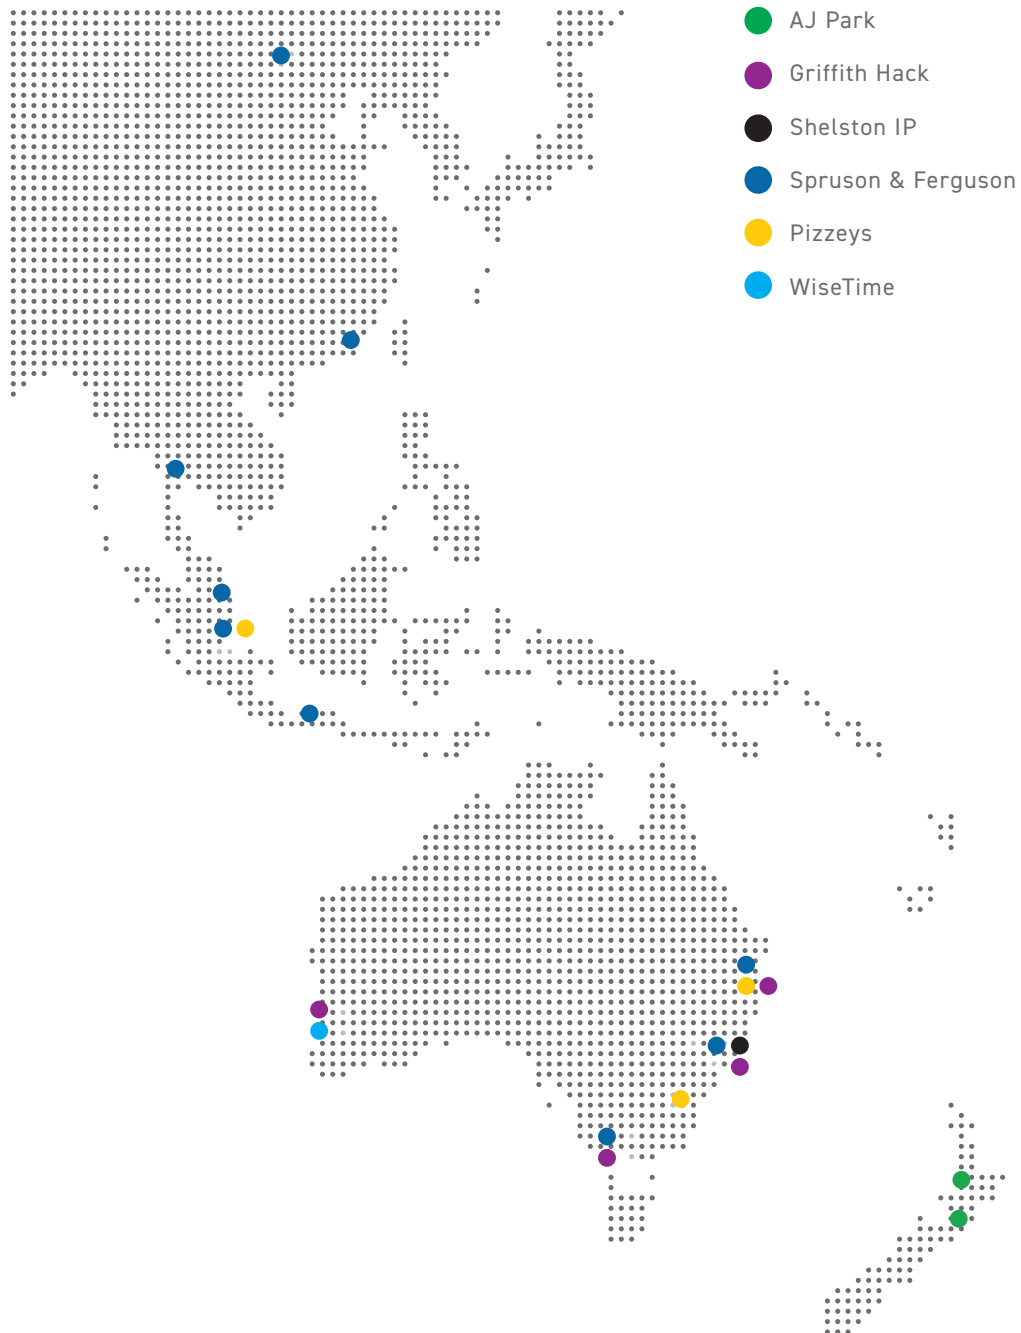 AJ Park
Griffith Hack
Shelston IP
Spruson & Ferguson
Pizzeys
WiseTime